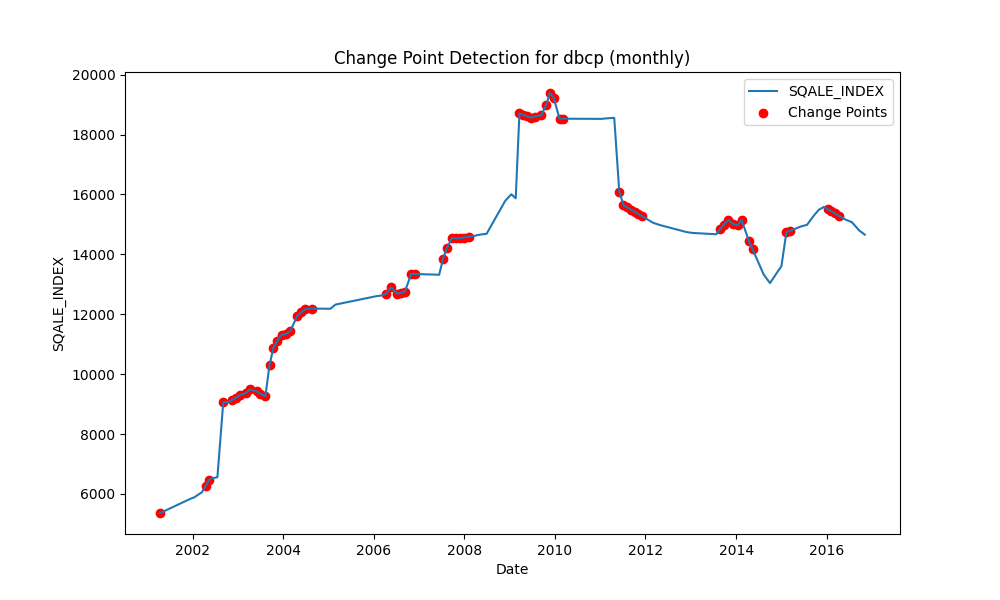 Change Point Detection for dbcp (monthly)
SQALE_INDEX
Change Points
20000
18000
16000
14000
12000
10000
8000
6000
SQALE_INDEX
2002 2004 2006 2008 2010 2012 2014 2016
Date